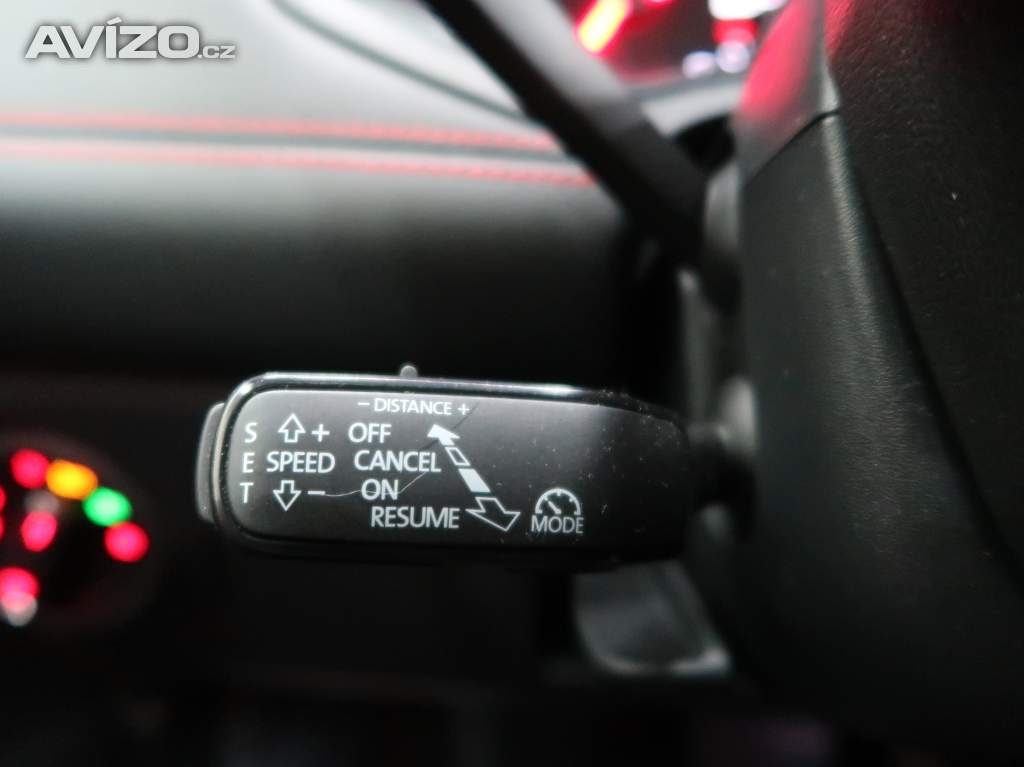 AVÍZO.cz
– DISTANCE +
S + OFF
E SPEED CANCEL
T – ON
RESUME
MODE